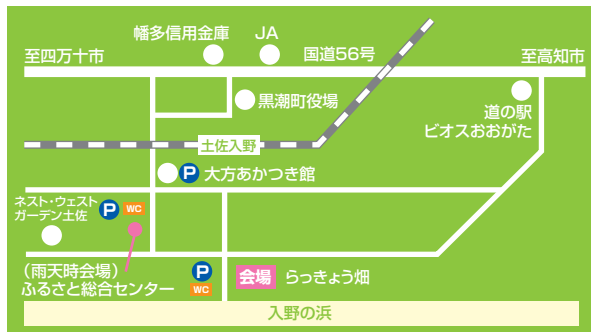 幡多信用金庫
JA
至四万十市
国道56号
至高知市
黒潮町役場
道の駅
ビオスおおがた
土佐入野
P
大方あかつき館
ネスト・ウェスト
ガーデン土佐
P
WC
(雨天時会場)
ふるさと総合センター
P
WC
会場
らっきょう畑
入野の浜